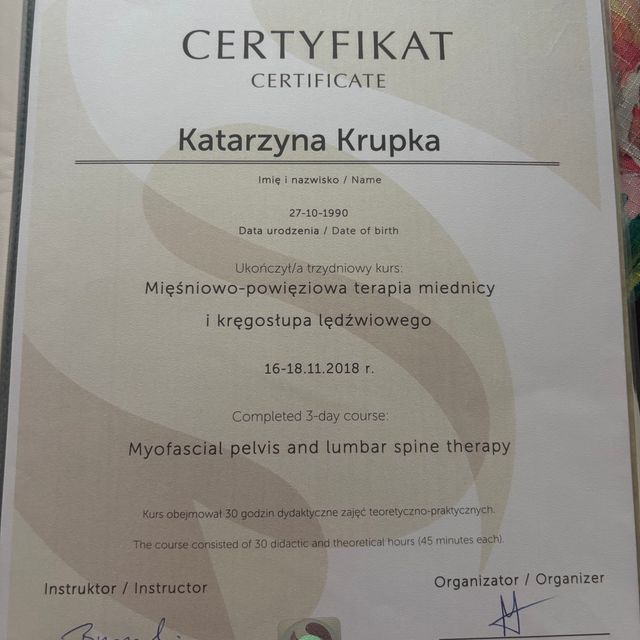 CERTYFIKAT
CERTIFICATE
Katarzyna Krupka
Imię i nazwisko / Name
27-10-1990
Data urodzenia / Date of birth
Ukończył/a trzydniowy kurs:
Mięśniowo-powięziowa terapia miednicy
i kręgosłupa lędźwiowego
16-18.11.2018 r.
Completed 3-day course:
Myofascial pelvis and lumbar spine therapy
Kurs obejmował 30 godzin dydaktyczne zajęć teoretyczno-praktycznych.
The course consisted of 30 didactic and theoretical hours (45 minutes each).
Instruktor / Instructor
Organizator / Organizer